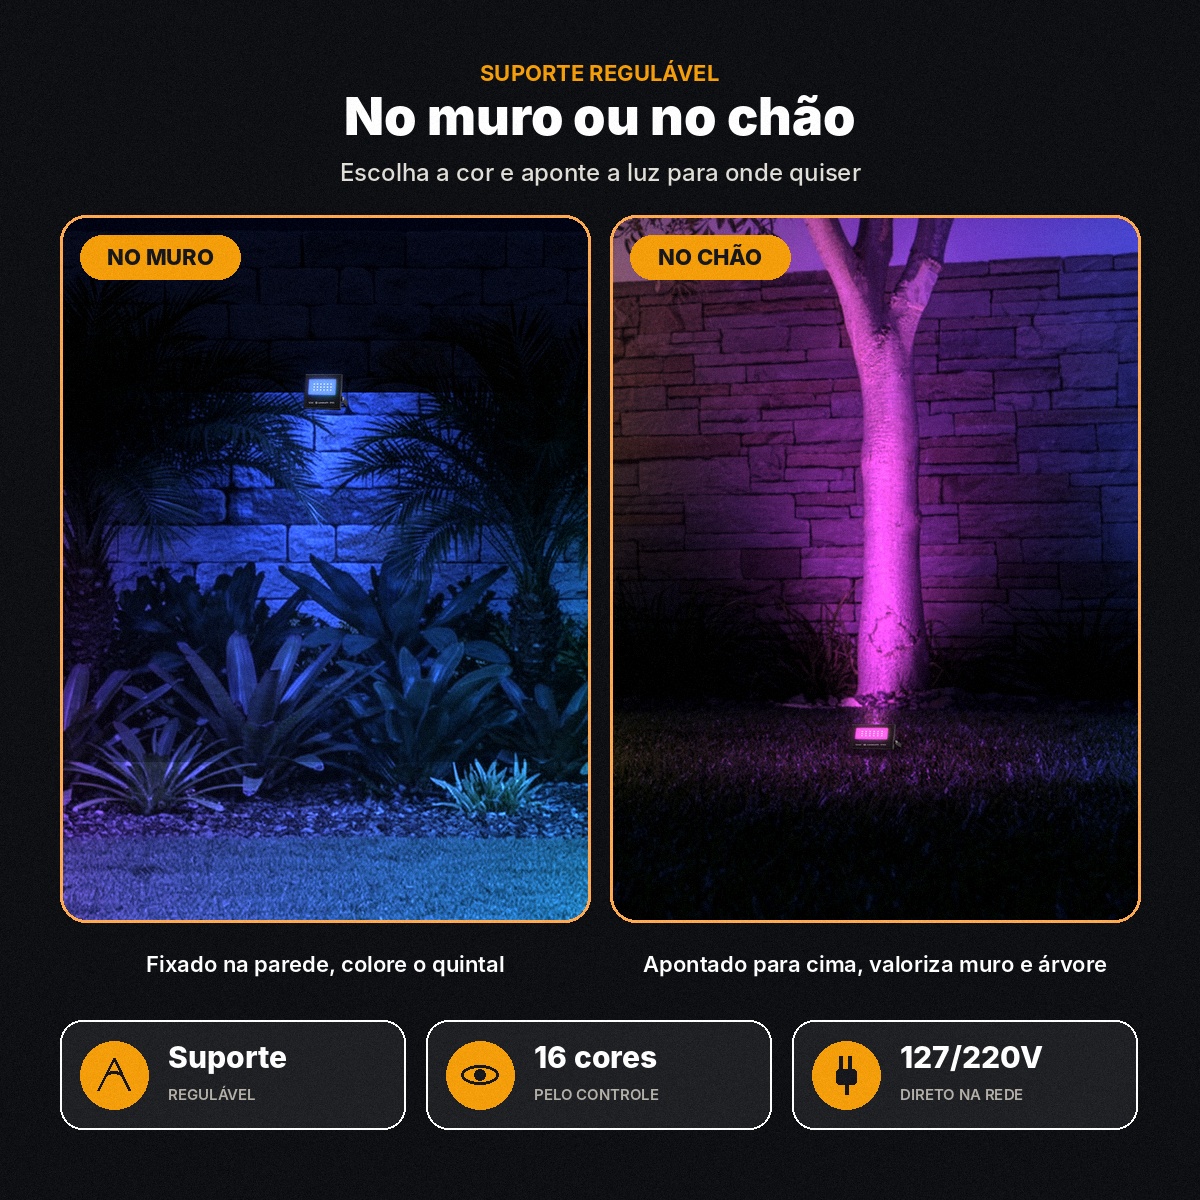 SUPORTE REGULÁVEL
No muro ou no chão
Escolha a cor e aponte a luz para onde quiser
NO MURO
NO CHÃO
Fixado na parede, colore o quintal
Apontado para cima, valoriza muro e árvore
Suporte
REGULÁVEL
16 cores
PELO CONTROLE
127/220V
DIRETO NA REDE